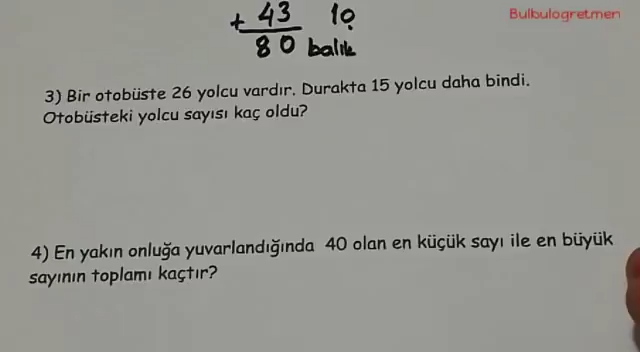 Bulbulogretmen
+ 43 10
80 balık
3) Bir otobüste 26 yolcu vardır. Durakta 15 yolcu daha bindi.
Otobüsteki yolcu sayısı kaç oldu?
4) En yakın onluğa yuvarlandığında 40 olan en küçük sayı ile en büyük
sayının toplamı kaçtır?